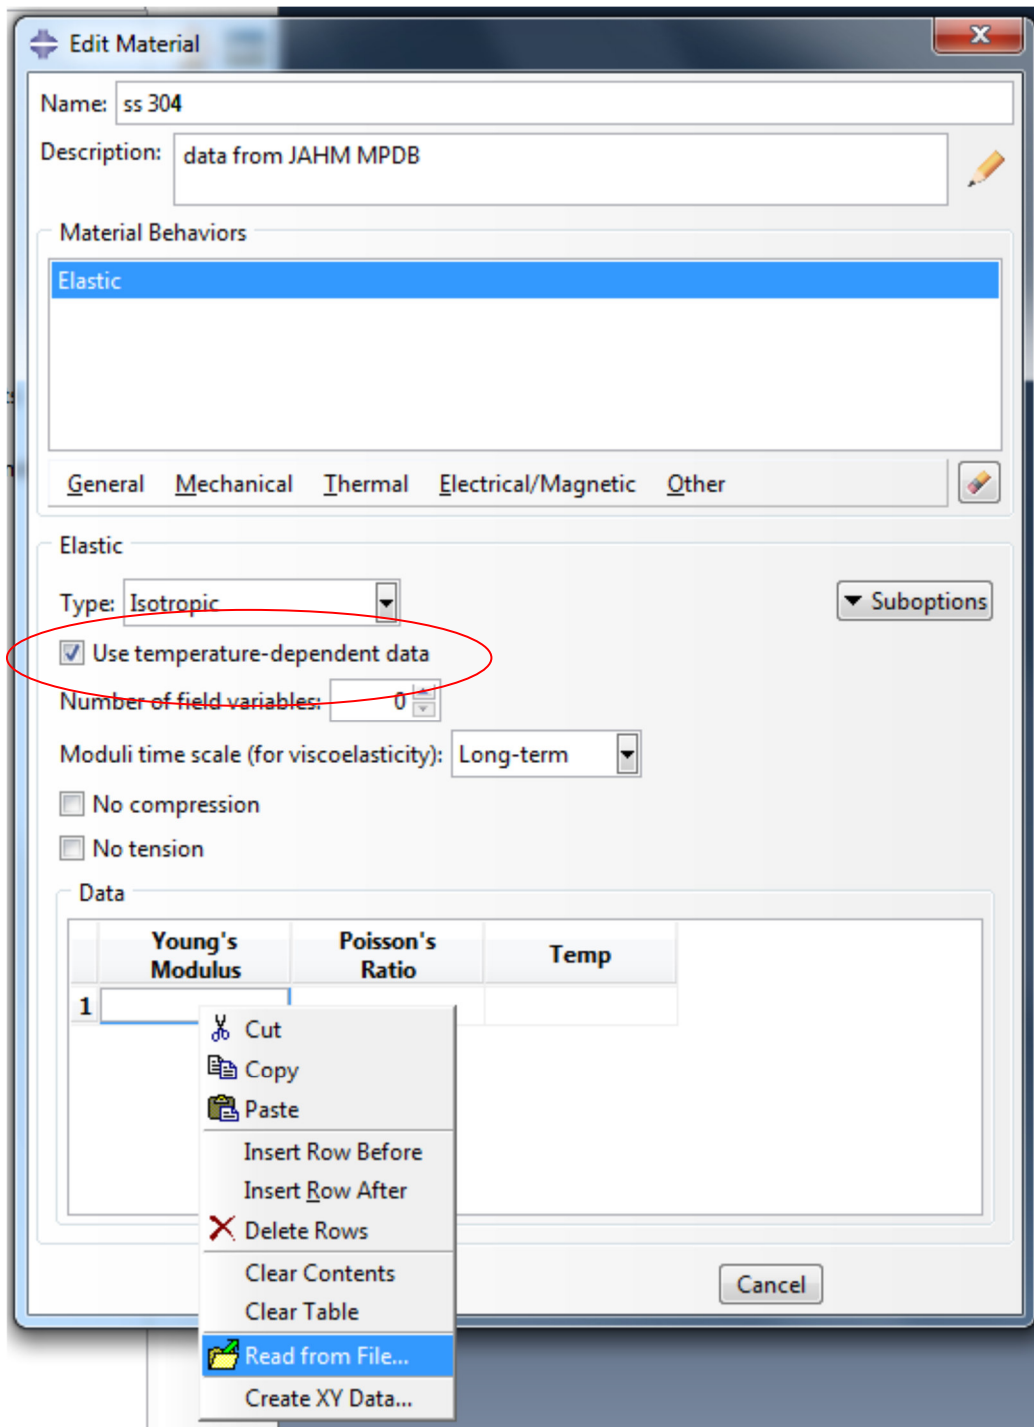 Edit Material
x
Name: ss 304
Description: data from JAHM MPDB
Material Behaviors
Elastic
General Mechanical Thermal Electrical/Magnetic Other
Elastic
Type: Isotropic
Suboptions
Use temperature-dependent data
Number of field variables: 0
Moduli time scale (for viscoelasticity): Long-term
No compression
No tension
Data
Young's Modulus
Poisson's Ratio
Temp
1
Cut
Copy
Paste
Insert Row Before
Insert Row After
Delete Rows
Clear Contents
Clear Table
Read from File...
Create XY Data...
Cancel